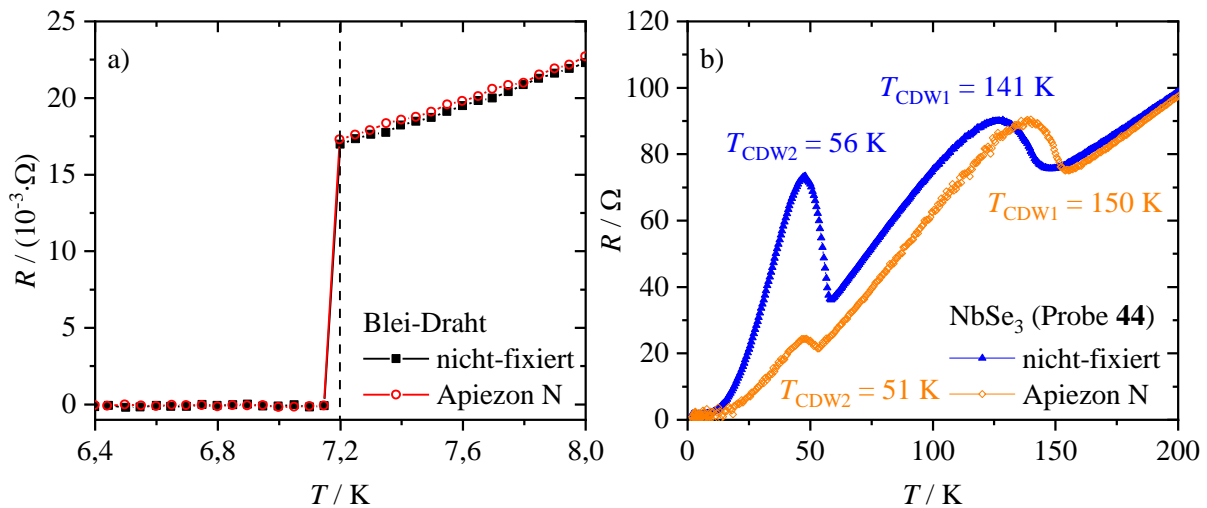 a)
25
20
15
10
5
0
R / (10⁻³·Ω)
6,4
6,8
7,2
7,6
8,0
T / K
Blei-Draht
nicht-fixiert
Apiezon N
b)
120
100
80
60
40
20
0
R / Ω
0
50
100
150
200
T / K
T_CDW1 = 141 K
T_CDW2 = 56 K
T_CDW1 = 150 K
T_CDW2 = 51 K
NbSe₃ (Probe 44)
nicht-fixiert
Apiezon N